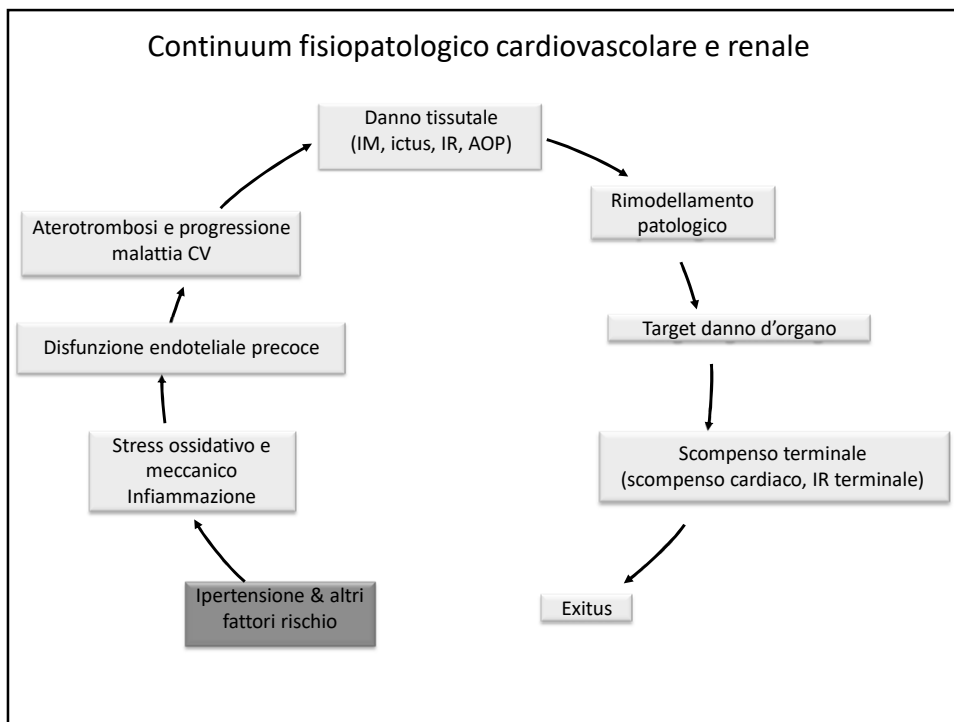 Continuum fisiopatologico cardiovascolare e renale
Danno tissutale
(IM, ictus, IR, AOP)
Rimodellamento
patologico
Aterotrombosi e progressione
malattia CV
Target danno d’organo
Disfunzione endoteliale precoce
Stress ossidativo e
meccanico
Infiammazione
Scompenso terminale
(scompenso cardiaco, IR terminale)
Ipertensione & altri
fattori rischio
Exitus